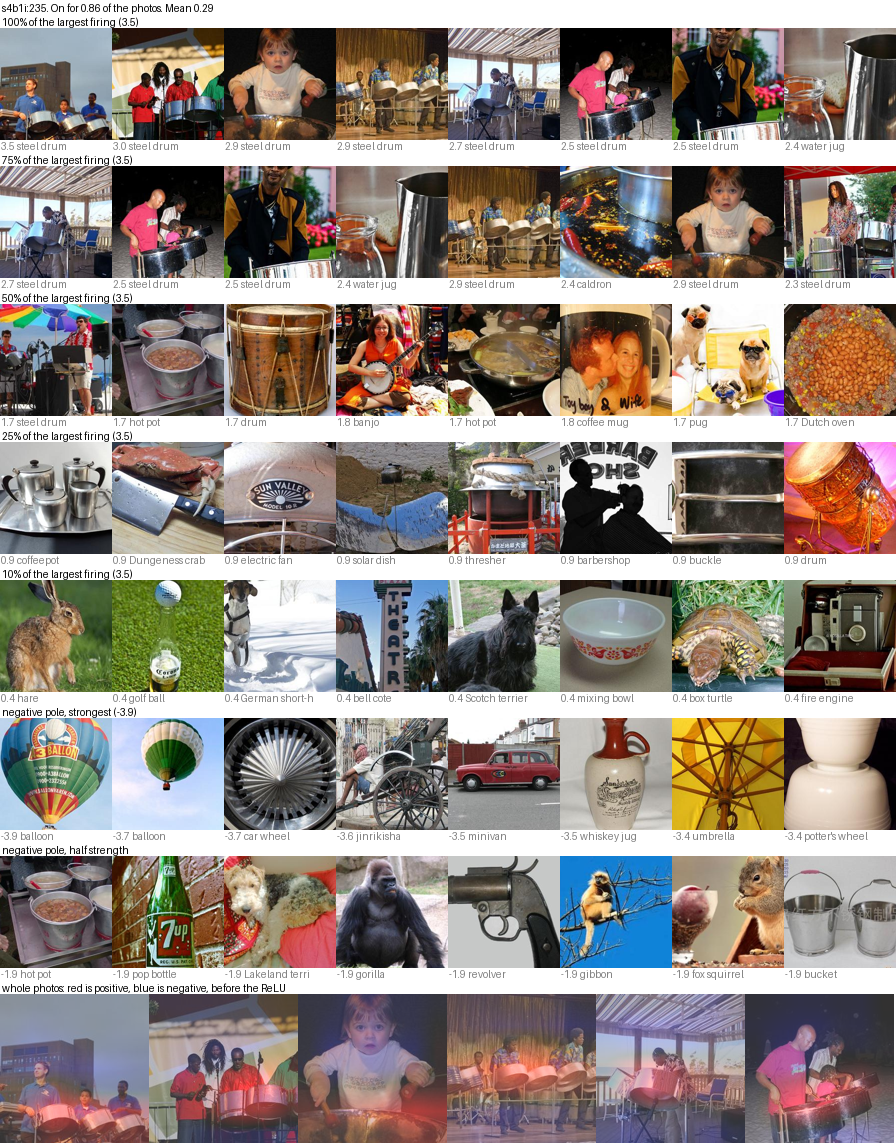 s4b1i:235. On for 0.86 of the photos. Mean 0.29
100% of the largest firing (3.5)
3.5 steel drum 3.0 steel drum 2.9 steel drum 2.9 steel drum 2.7 steel drum 2.5 steel drum 2.5 steel drum 2.4 water jug
75% of the largest firing (3.5)
2.7 steel drum 2.5 steel drum 2.5 steel drum 2.4 water jug 2.9 steel drum 2.4 caldron 2.9 steel drum 2.3 steel drum
50% of the largest firing (3.5)
Toy boy & Wife
1.7 steel drum 1.7 hot pot 1.7 drum 1.8 banjo 1.7 hot pot 1.8 coffee mug 1.7 pug 1.7 Dutch oven
25% of the largest firing (3.5)
BARBER
SHOP
SUN VALLEY
MODEL 10 II
0.9 coffeepot 0.9 Dungeness crab 0.9 electric fan 0.9 solar dish 0.9 thresher 0.9 barbershop 0.9 buckle 0.9 drum
10% of the largest firing (3.5)
THEATR
Corona
0.4 hare 0.4 golf ball 0.4 German short-h 0.4 bell cote 0.4 Scotch terrier 0.4 mixing bowl 0.4 box turtle 0.4 fire engine
negative pole, strongest (-3.9)
BALLOON
-3.9 balloon -3.7 balloon -3.7 car wheel -3.6 jinrikisha -3.5 minivan -3.5 whiskey jug -3.4 umbrella -3.4 potter's wheel
negative pole, half strength
7up
-1.9 hot pot -1.9 pop bottle -1.9 Lakeland terri -1.9 gorilla -1.9 revolver -1.9 gibbon -1.9 fox squirrel -1.9 bucket
whole photos: red is positive, blue is negative, before the ReLU